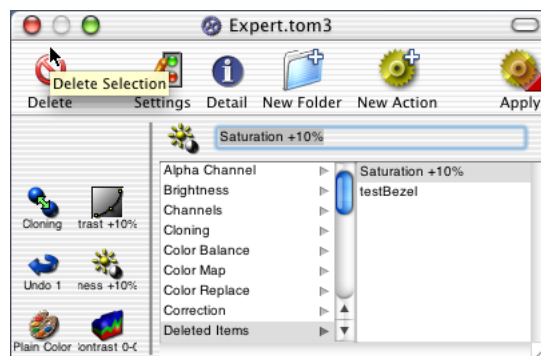 Expert.tom3
Delete Selection
Delete Settings Detail New Folder New Action Apply
Saturation +10%
Alpha Channel
Brightness
Channels
Cloning
Color Balance
Color Map
Color Replace
Correction
Deleted Items
Saturation +10%
testBezel
Cloning trast +10%
Undo 1 ness +10%
Plain Color ontrast 0-(